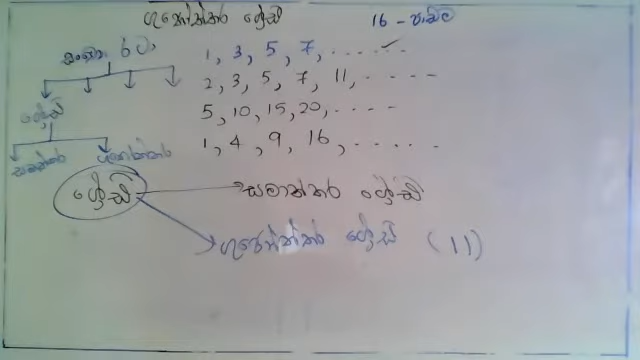 ගුණෝත්තර ශ්‍රේඪි 16 - පාඩම
සංඛ්‍යා රටා
1, 3, 5, 7, ......
2, 3, 5, 7, 11, ....
ශ්‍රේඪි
5, 10, 15, 20, ....
1, 4, 9, 16, ......
සමාන්තර ගුණෝත්තර
ශ්‍රේඪි සමාන්තර ශ්‍රේඪි
ගුණෝත්තර ශ්‍රේඪි (11)